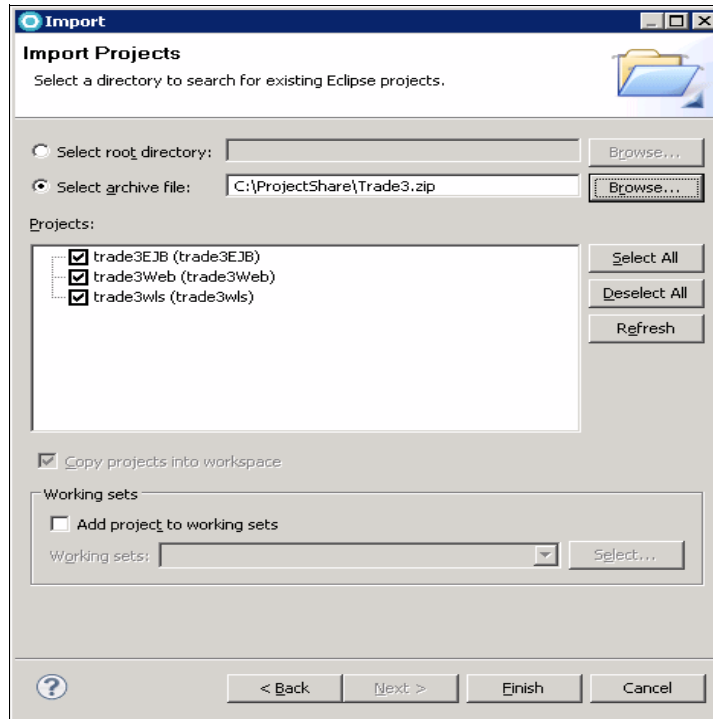 Import
Import Projects
Select a directory to search for existing Eclipse projects.
Select root directory:
Browse...
Select archive file: C:\ProjectShare\Trade3.zip Browse...
Projects:
trade3EJB (trade3EJB)
trade3Web (trade3Web)
trade3wls (trade3wls)
Select All
Deselect All
Refresh
Copy projects into workspace
Working sets
Add project to working sets
Working sets: Select...
? < Back Next > Finish Cancel